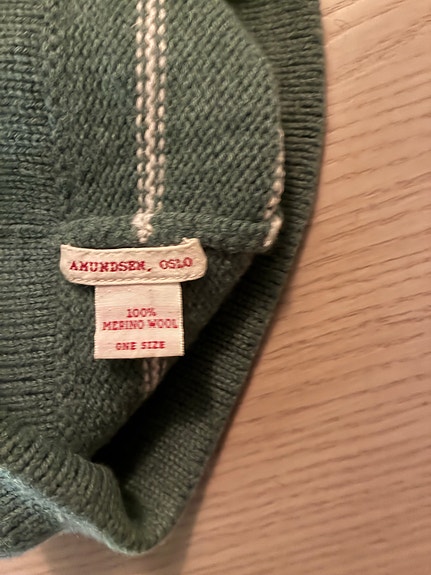 AMUNDSEN, OSLO
100%
MERINO WOOL
ONE SIZE